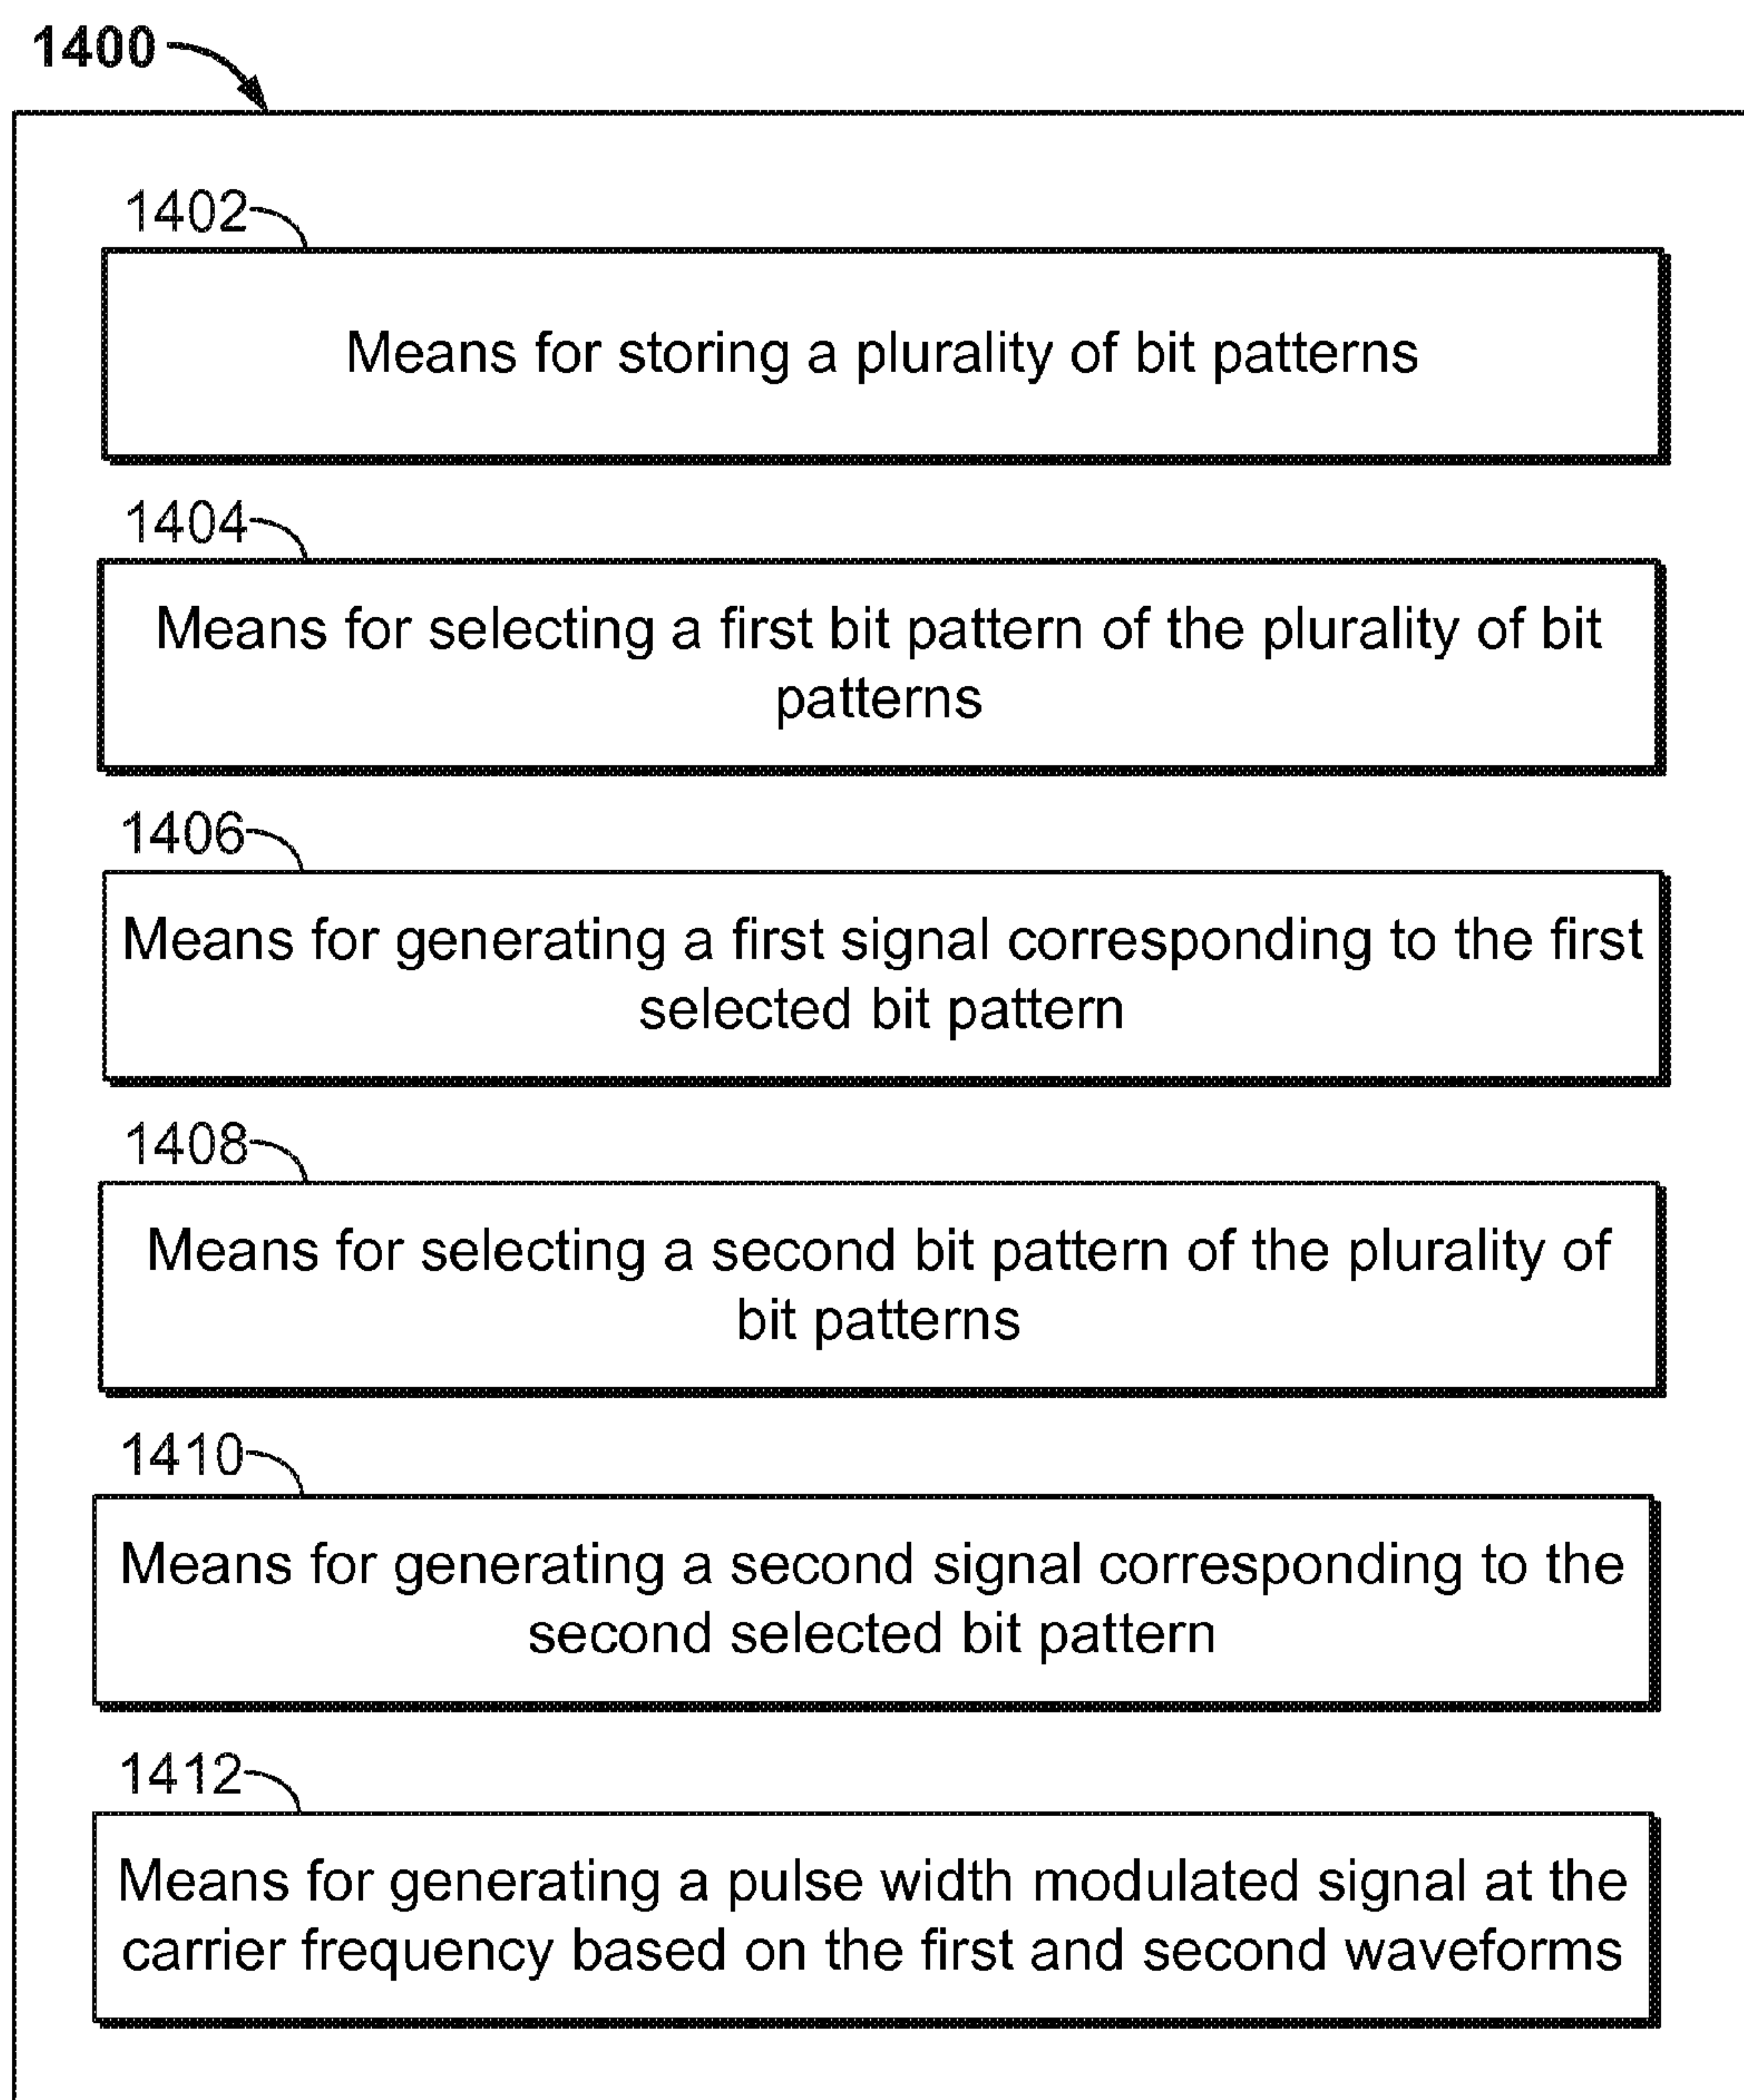 1400
1402
Means for storing a plurality of bit patterns
1404
Means for selecting a first bit pattern of the plurality of bit
patterns
1406
Means for generating a first signal corresponding to the first
selected bit pattern
1408
Means for selecting a second bit pattern of the plurality of
bit patterns
1410
Means for generating a second signal corresponding to the
second selected bit pattern
1412
Means for generating a pulse width modulated signal at the
carrier frequency based on the first and second waveforms